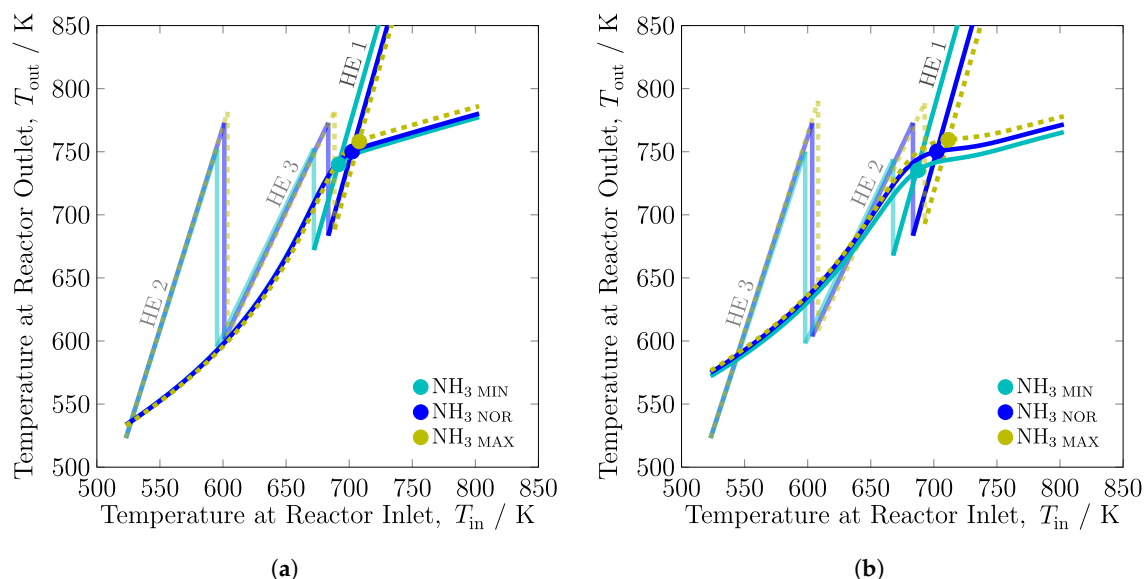 Temperature at Reactor Outlet, T_out / K
850
800
750
700
650
600
550
500
HE 2
HE 3
HE 1
NH3 MIN
NH3 NOR
NH3 MAX
500 550 600 650 700 750 800 850
Temperature at Reactor Inlet, T_in / K
(a)
Temperature at Reactor Outlet, T_out / K
850
800
750
700
650
600
550
500
HE 3
HE 2
HE 1
NH3 MIN
NH3 NOR
NH3 MAX
500 550 600 650 700 750 800 850
Temperature at Reactor Inlet, T_in / K
(b)